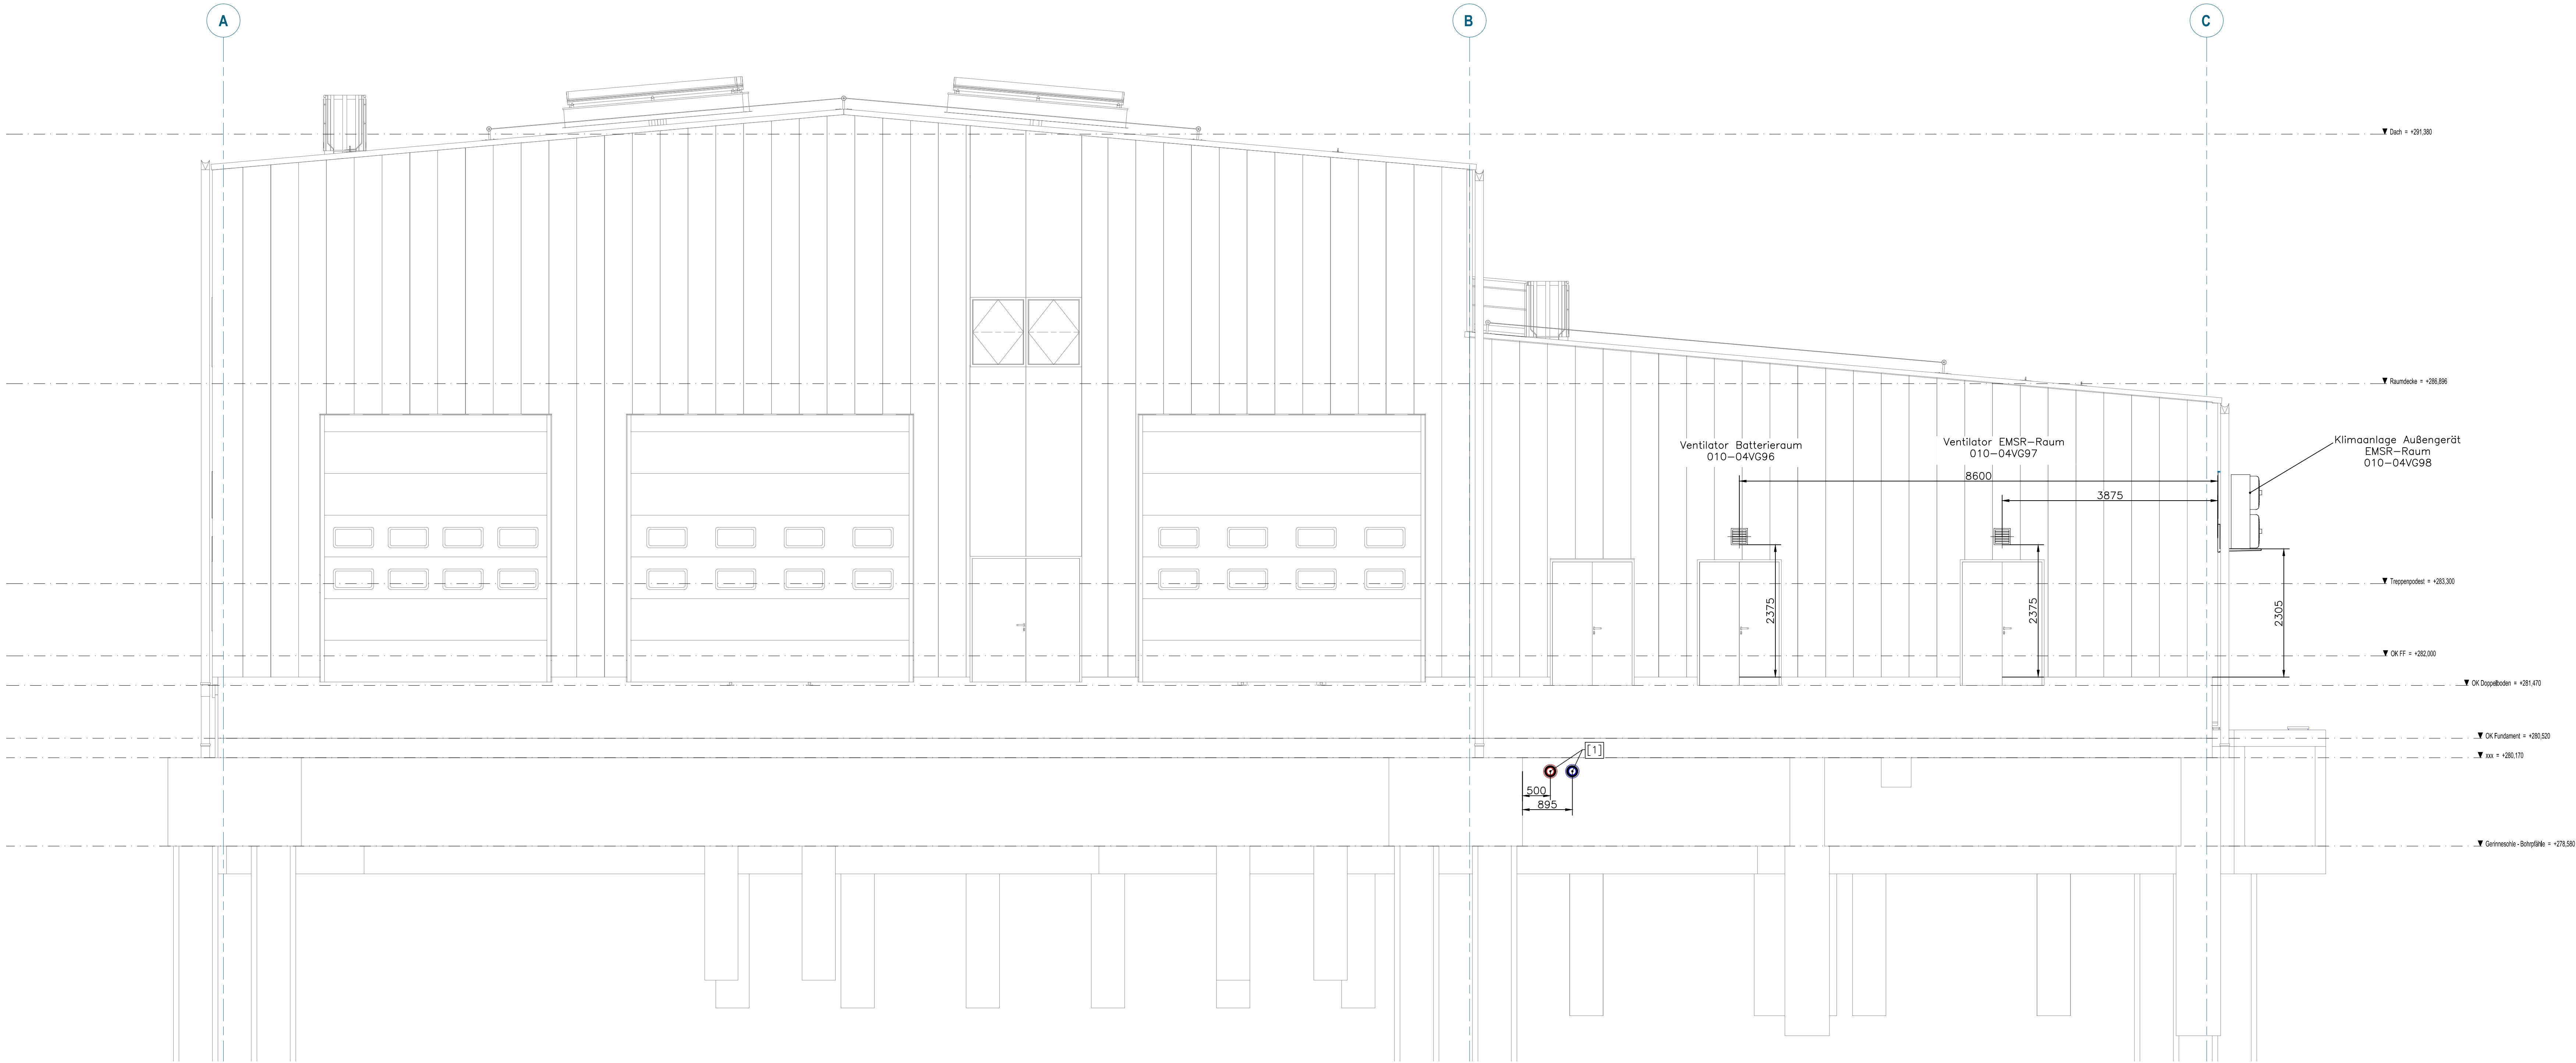 A
B
C
Dach = +291,380
Raumdecke = +286,896
Ventilator Batterieraum
010-04VG96
Ventilator EMSR-Raum
010-04VG97
Klimaanlage Außengerät
EMSR-Raum
010-04VG98
8600
3875
2375
2375
2305
Treppenpodest = +283,300
OK FF = +282,000
OK Doppelboden = +281,470
OK Fundament = +280,520
xxx = +280,170
[1]
500
895
Gerinnesohle - Bohrpfähle = +278,580